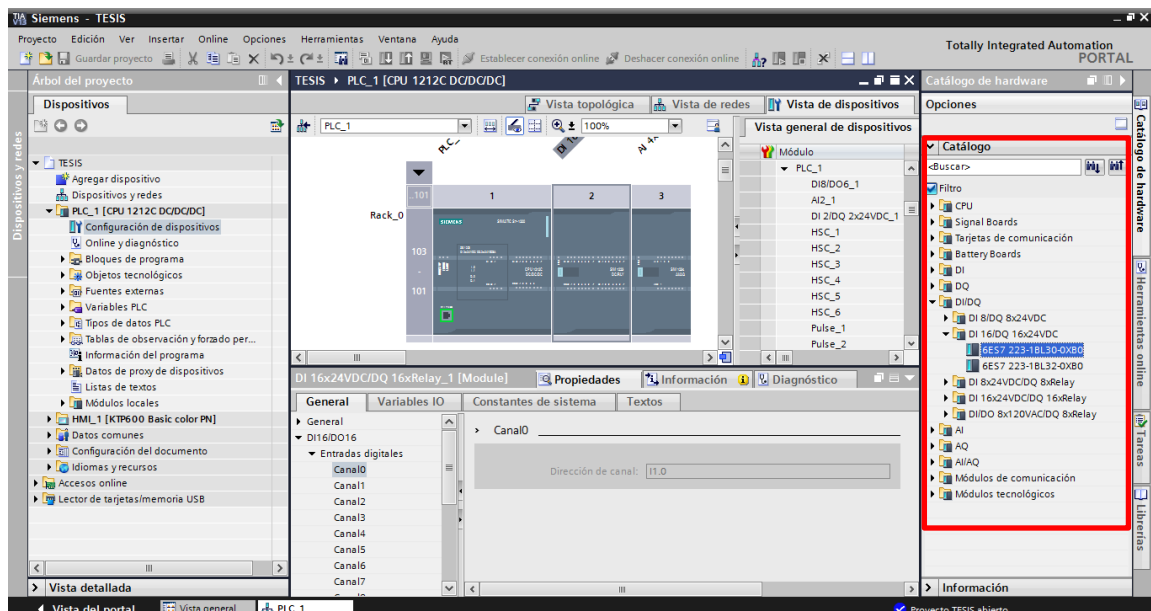 Siemens - TESIS
Proyecto Edición Ver Insertar Online Opciones Herramientas Ventana Ayuda
Totally Integrated Automation
PORTAL
Guardar proyecto
Establecer conexión online
Deshacer conexión online
Árbol del proyecto
Dispositivos
Dispositivos y redes
TESIS
Agregar dispositivo
Dispositivos y redes
PLC_1 [CPU 1212C DC/DC/DC]
Configuración de dispositivos
Online y diagnóstico
Bloques de programa
Objetos tecnológicos
Fuentes externas
Variables PLC
Tipos de datos PLC
Tablas de observación y forzado per...
Información del programa
Datos de proxy de dispositivos
Listas de textos
Módulos locales
HMI_1 [KTP600 Basic color PN]
Datos comunes
Configuración del documento
Idiomas y recursos
Accesos online
Lector de tarjetas/memoria USB
Vista detallada
TESIS PLC_1 [CPU 1212C DC/DC/DC]
Vista topológica
Vista de redes
Vista de dispositivos
PLC_1
100%
Rack_0
1 2 3
103
101
SIEMENS
Vista general de dispositivos
Módulo
PLC_1
DI8/DO6_1
AI2_1
DI 2/DQ 2x24VDC_1
HSC_1
HSC_2
HSC_3
HSC_4
HSC_5
HSC_6
Pulse_1
Pulse_2
DI 16x24VDC/DQ 16xRelay_1 [Module]
Propiedades
Información
Diagnóstico
General
Variables IO
Constantes de sistema
Textos
General
DI16/DO16
Entradas digitales
Canal0
Canal1
Canal2
Canal3
Canal4
Canal5
Canal6
Canal7
Canal0
Dirección de canal: I1.0
Catálogo de hardware
Opciones
Catálogo
<Buscar>
Filtro
CPU
Signal Boards
Tarjetas de comunicación
Battery Boards
DI
DQ
DI/DQ
DI 8/DQ 8x24VDC
DI 16/DQ 16x24VDC
6ES7 223-1BL30-0XB0
6ES7 223-1BL32-0XB0
DI 8x24VDC/DQ 8xRelay
DI 16x24VDC/DQ 16xRelay
DI/DO 8x120VAC/DQ 8xRelay
AI
AQ
AI/AQ
Módulos de comunicación
Módulos tecnológicos
Información
Catálogo de hardware
Herramientas online
Tareas
Librerías
Vista del portal
Vista general
PLC_1
Proyecto TESIS abierto